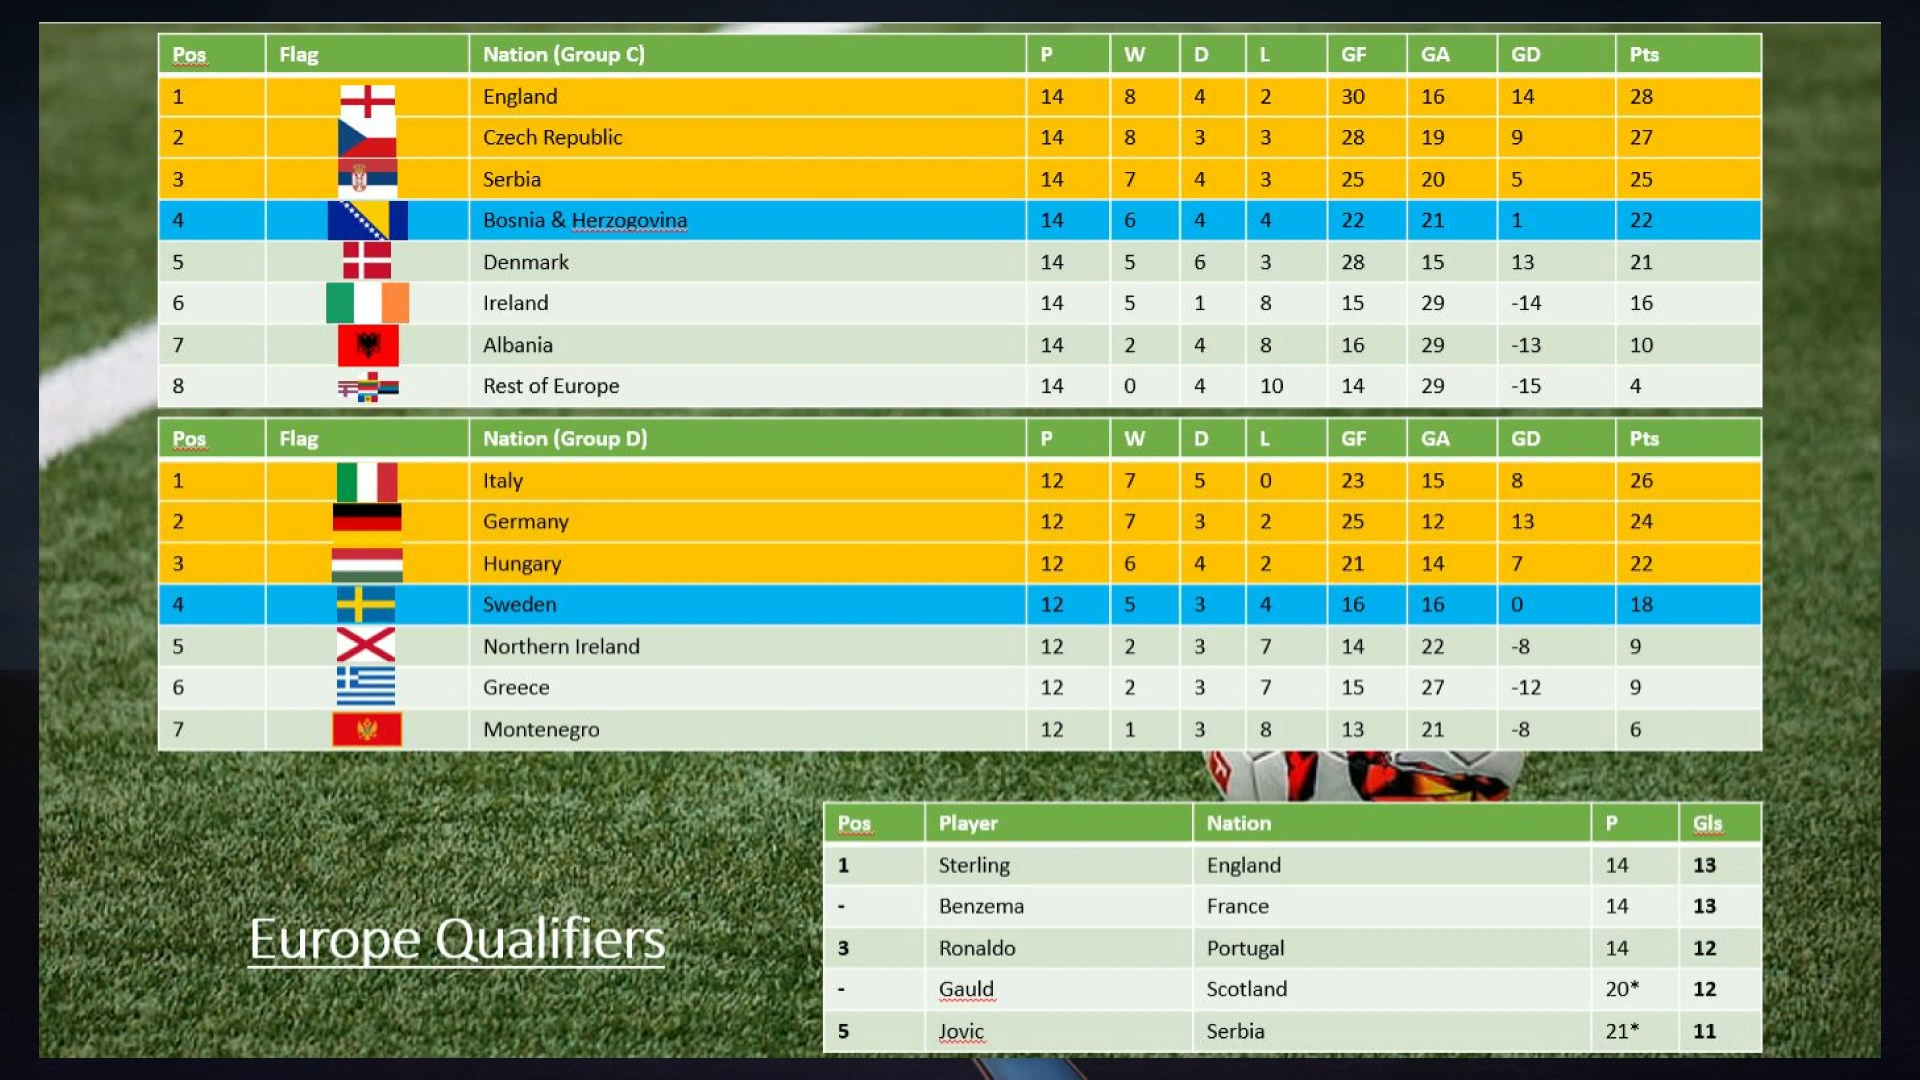 Pos Flag Nation (Group C) P W D L GF GA GD Pts
1 England 14 8 4 2 30 16 14 28
2 Czech Republic 14 8 3 3 28 19 9 27
3 Serbia 14 7 4 3 25 20 5 25
4 Bosnia & Herzogovina 14 6 4 4 22 21 1 22
5 Denmark 14 5 6 3 28 15 13 21
6 Ireland 14 5 1 8 15 29 -14 16
7 Albania 14 2 4 8 16 29 -13 10
8 Rest of Europe 14 0 4 10 14 29 -15 4
Pos Flag Nation (Group D) P W D L GF GA GD Pts
1 Italy 12 7 5 0 23 15 8 26
2 Germany 12 7 3 2 25 12 13 24
3 Hungary 12 6 4 2 21 14 7 22
4 Sweden 12 5 3 4 16 16 0 18
5 Northern Ireland 12 2 3 7 14 22 -8 9
6 Greece 12 2 3 7 15 27 -12 9
7 Montenegro 12 1 3 8 13 21 -8 6
Europe Qualifiers
Pos Player Nation P Gls
1 Sterling England 14 13
- Benzema France 14 13
3 Ronaldo Portugal 14 12
- Gauld Scotland 20* 12
5 Jovic Serbia 21* 11